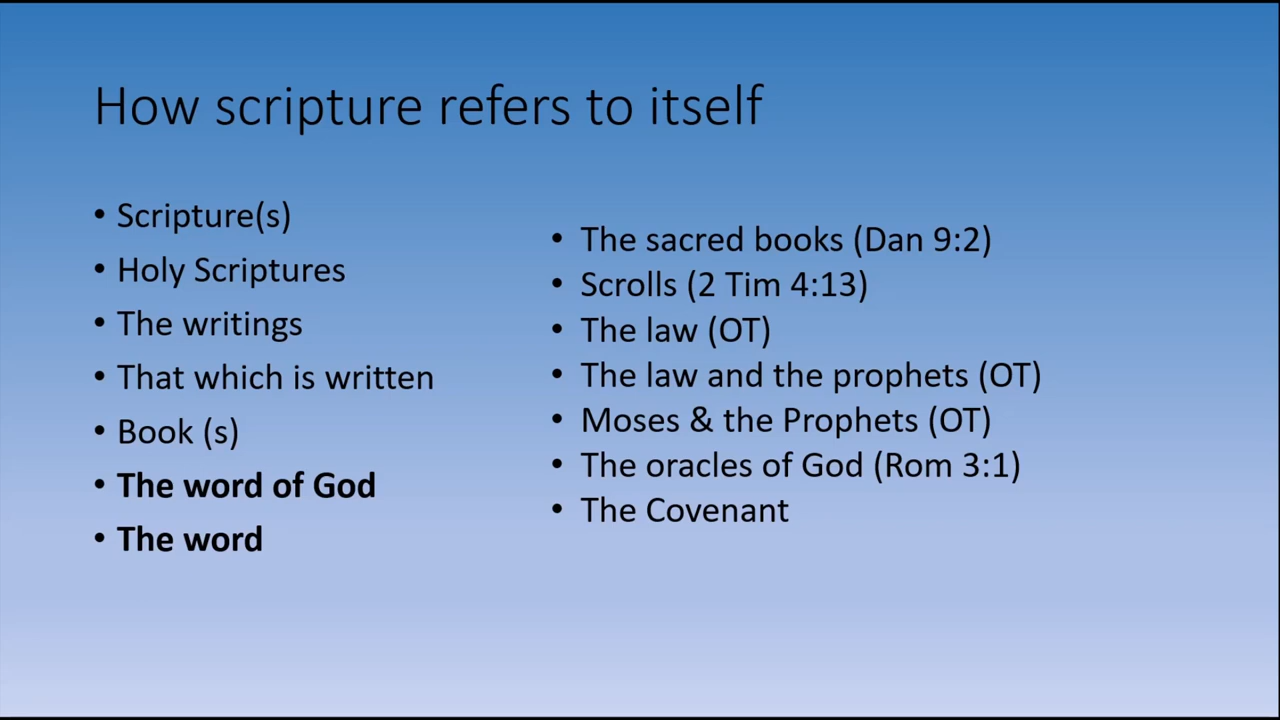 How scripture refers to itself
• Scripture(s)
• Holy Scriptures
• The writings
• That which is written
• Book (s)
• The word of God
• The word
• The sacred books (Dan 9:2)
• Scrolls (2 Tim 4:13)
• The law (OT)
• The law and the prophets (OT)
• Moses & the Prophets (OT)
• The oracles of God (Rom 3:1)
• The Covenant